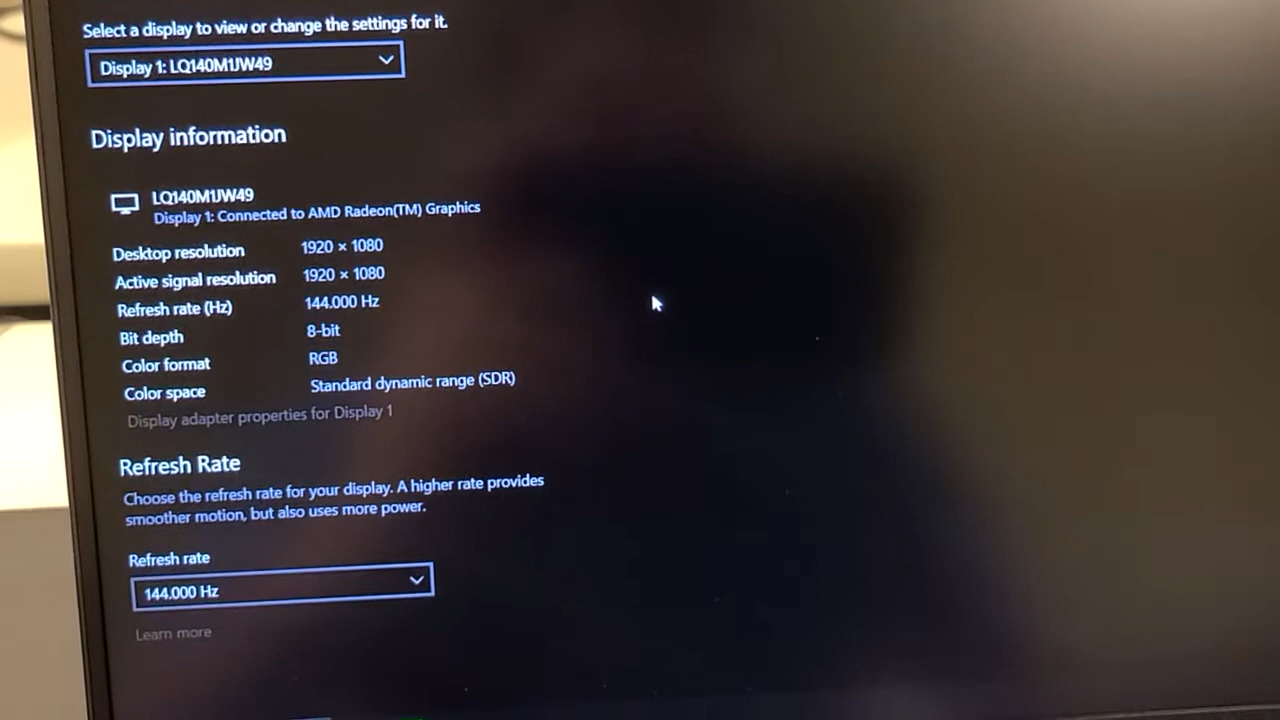 Select a display to view or change the settings for it.
Display 1: LQ140M1JW49
Display information
LQ140M1JW49
Display 1: Connected to AMD Radeon(TM) Graphics
Desktop resolution 1920 × 1080
Active signal resolution 1920 × 1080
Refresh rate (Hz) 144.000 Hz
Bit depth 8-bit
Color format RGB
Color space Standard dynamic range (SDR)
Display adapter properties for Display 1
Refresh Rate
Choose the refresh rate for your display. A higher rate provides
smoother motion, but also uses more power.
Refresh rate
144.000 Hz
Learn more